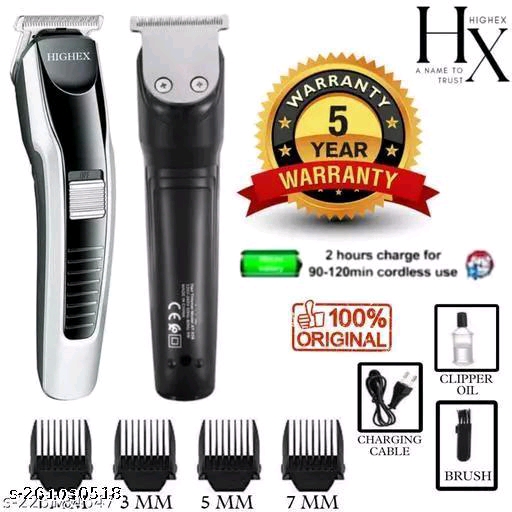 HIGHEX
HX
HIGHEX
A NAME TO
TRUST
WARRANTY
5
YEAR
WARRANTY
2 hours charge for
90-120min cordless use
100%
ORIGINAL
CLIPPER
OIL
CHARGING
CABLE
BRUSH
3 MM
5 MM
7 MM
s-261090518